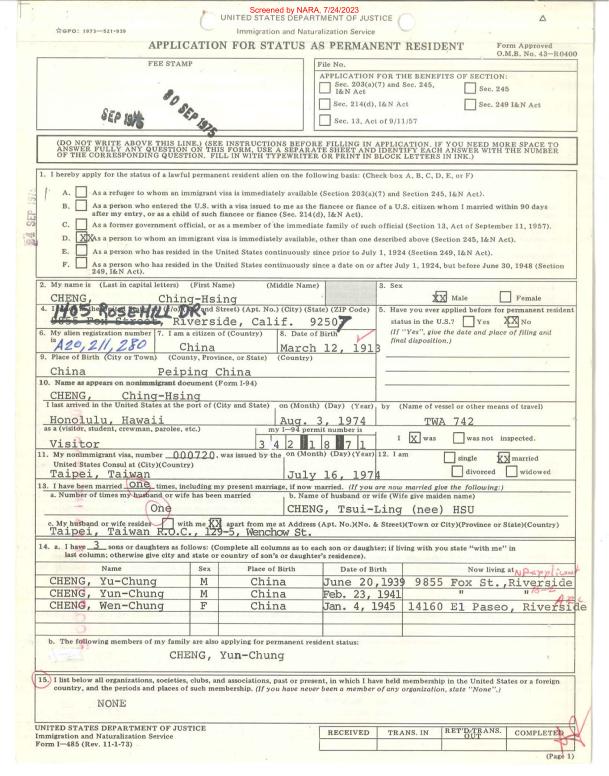 Screened by NARA, 7/24/2023
UNITED STATES DEPARTMENT OF JUSTICE
☆GPO: 1973—521-939
Immigration and Naturalization Service
APPLICATION FOR STATUS AS PERMANENT RESIDENT
Form Approved
O.M.B. No. 43—R0400
FEE STAMP
File No.
APPLICATION FOR THE BENEFITS OF SECTION:
Sec. 203(a)(7) and Sec. 245, I&N Act
Sec. 245
Sec. 214(d), I&N Act
Sec. 249 I&N Act
Sec. 13, Act of 9/11/57
SEP 1975
30 SEP 1975
(DO NOT WRITE ABOVE THIS LINE.) (SEE INSTRUCTIONS BEFORE FILLING IN APPLICATION. IF YOU NEED MORE SPACE TO
ANSWER FULLY ANY QUESTION ON THIS FORM, USE A SEPARATE SHEET AND IDENTIFY EACH ANSWER WITH THE NUMBER
OF THE CORRESPONDING QUESTION. FILL IN WITH TYPEWRITER OR PRINT IN BLOCK LETTERS IN INK.)
1. I hereby apply for the status of a lawful permanent resident alien on the following basis: (Check box A, B, C, D, E, or F)
A. As a refugee to whom an immigrant visa is immediately available (Section 203(a)(7) and Section 245, I&N Act).
B. As a person who entered the U.S. with a visa issued to me as the fiancee or fiance of a U.S. citizen whom I married within 90 days
after my entry, or as a child of such fiancee or fiance (Sec. 214(d), I&N Act).
C. As a former government official, or as a member of the immediate family of such official (Section 13, Act of September 11, 1957).
D. XX As a person to whom an immigrant visa is immediately available, other than one described above (Section 245, I&N Act).
E. As a person who has resided in the United States continuously since prior to July 1, 1924 (Section 249, I&N Act).
F. As a person who has resided in the United States continuously since a date on or after July 1, 1924, but before June 30, 1948 (Section
249, I&N Act).
2. My name is (Last in capital letters) (First Name) (Middle Name)
CHENG, Ching-Hsing
3. Sex
XX Male Female
(Apt. No.) (City) (State) (ZIP Code)
1405 ROSEHILL DR.
9855 Fox Street, Riverside, Calif. 92507
5. Have you ever applied before for permanent resident
status in the U.S.? Yes XX No
(If "Yes", give the date and place of filing and
final disposition.)
6. My alien registration number is
A20,211,280
7. I am a citizen of (Country)
China
8. Date of Birth
March 12, 1913
9. Place of Birth (City or Town) (County, Province, or State) (Country)
China Peiping China
10. Name as appears on nonimmigrant document (Form I-94)
CHENG, Ching-Hsing
I last arrived in the United States at the port of (City and State) on (Month) (Day) (Year) by (Name of vessel or other means of travel)
Honolulu, Hawaii Aug. 3, 1974 TWA 742
as a (visitor, student, crewman, parolee, etc.) my I-94 permit number is
Visitor 3 4 2 1 8 7 1
I X was was not inspected.
11. My nonimmigrant visa, number 000720, was issued by the
United States Consul at (City)(Country) on (Month) (Day) (Year)
Taipei, Taiwan July 16, 1974
12. I am
single XX married
divorced widowed
13. I have been married one times, including my present marriage, if now married. (If you are now married give the following:)
a. Number of times my husband or wife has been married
One
b. Name of husband or wife (Wife give maiden name)
CHENG, Tsui-Ling (nee) HSU
c. My husband or wife resides with me XX apart from me at Address (Apt. No.)(No. & Street)(Town or City)(Province or State)(Country)
Taipei, Taiwan R.O.C., 129-5, Wenchow St.
14. a. I have 3 sons or daughters as follows: (Complete all columns as to each son or daughter; if living with you state "with me" in
last column; otherwise give city and state or country of son's or daughter's residence).
Name Sex Place of Birth Date of Birth Now living at
NP applicant
CHENG, Yu-Chung M China June 20,1939 9855 Fox St.,Riverside
CHENG, Yun-Chung M China Feb. 23, 1941 " "
CHENG, Wen-Chung F China Jan. 4, 1945 14160 El Paseo, Riverside
b. The following members of my family are also applying for permanent resident status:
CHENG, Yun-Chung
15. I list below all organizations, societies, clubs, and associations, past or present, in which I have held membership in the United States or a foreign
country, and the periods and places of such membership. (If you have never been a member of any organization, state "None".)
NONE
UNITED STATES DEPARTMENT OF JUSTICE
Immigration and Naturalization Service
Form I—485 (Rev. 11-1-73)
RECEIVED TRANS. IN RET'D/TRANS. OUT COMPLETED
(Page 1)